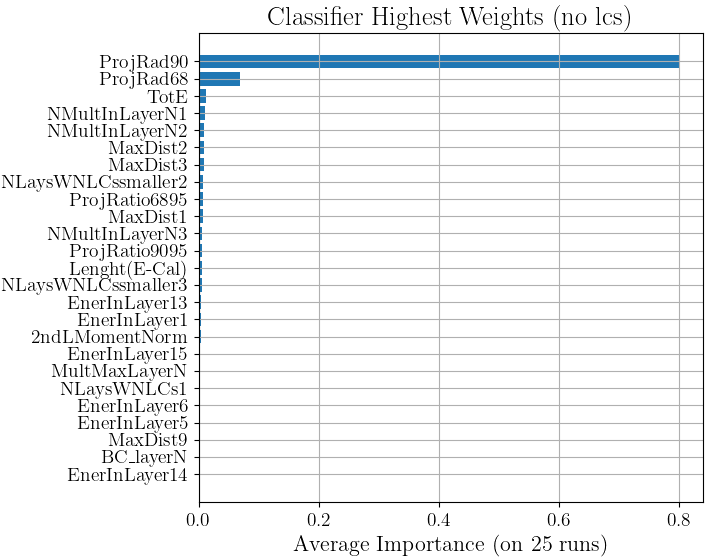 Classifier Highest Weights (no lcs)
ProjRad90
ProjRad68
TotE
NMultInLayerN1
NMultInLayerN2
MaxDist2
MaxDist3
NLaysWNLCssmaller2
ProjRatio6895
MaxDist1
NMultInLayerN3
ProjRatio9095
Lenght(E-Cal)
NLaysWNLCssmaller3
EnerInLayer13
EnerInLayer1
2ndLMomentNorm
EnerInLayer15
MultMaxLayerN
NLaysWNLCs1
EnerInLayer6
EnerInLayer5
MaxDist9
BC_layerN
EnerInLayer14
0.0 0.2 0.4 0.6 0.8
Average Importance (on 25 runs)